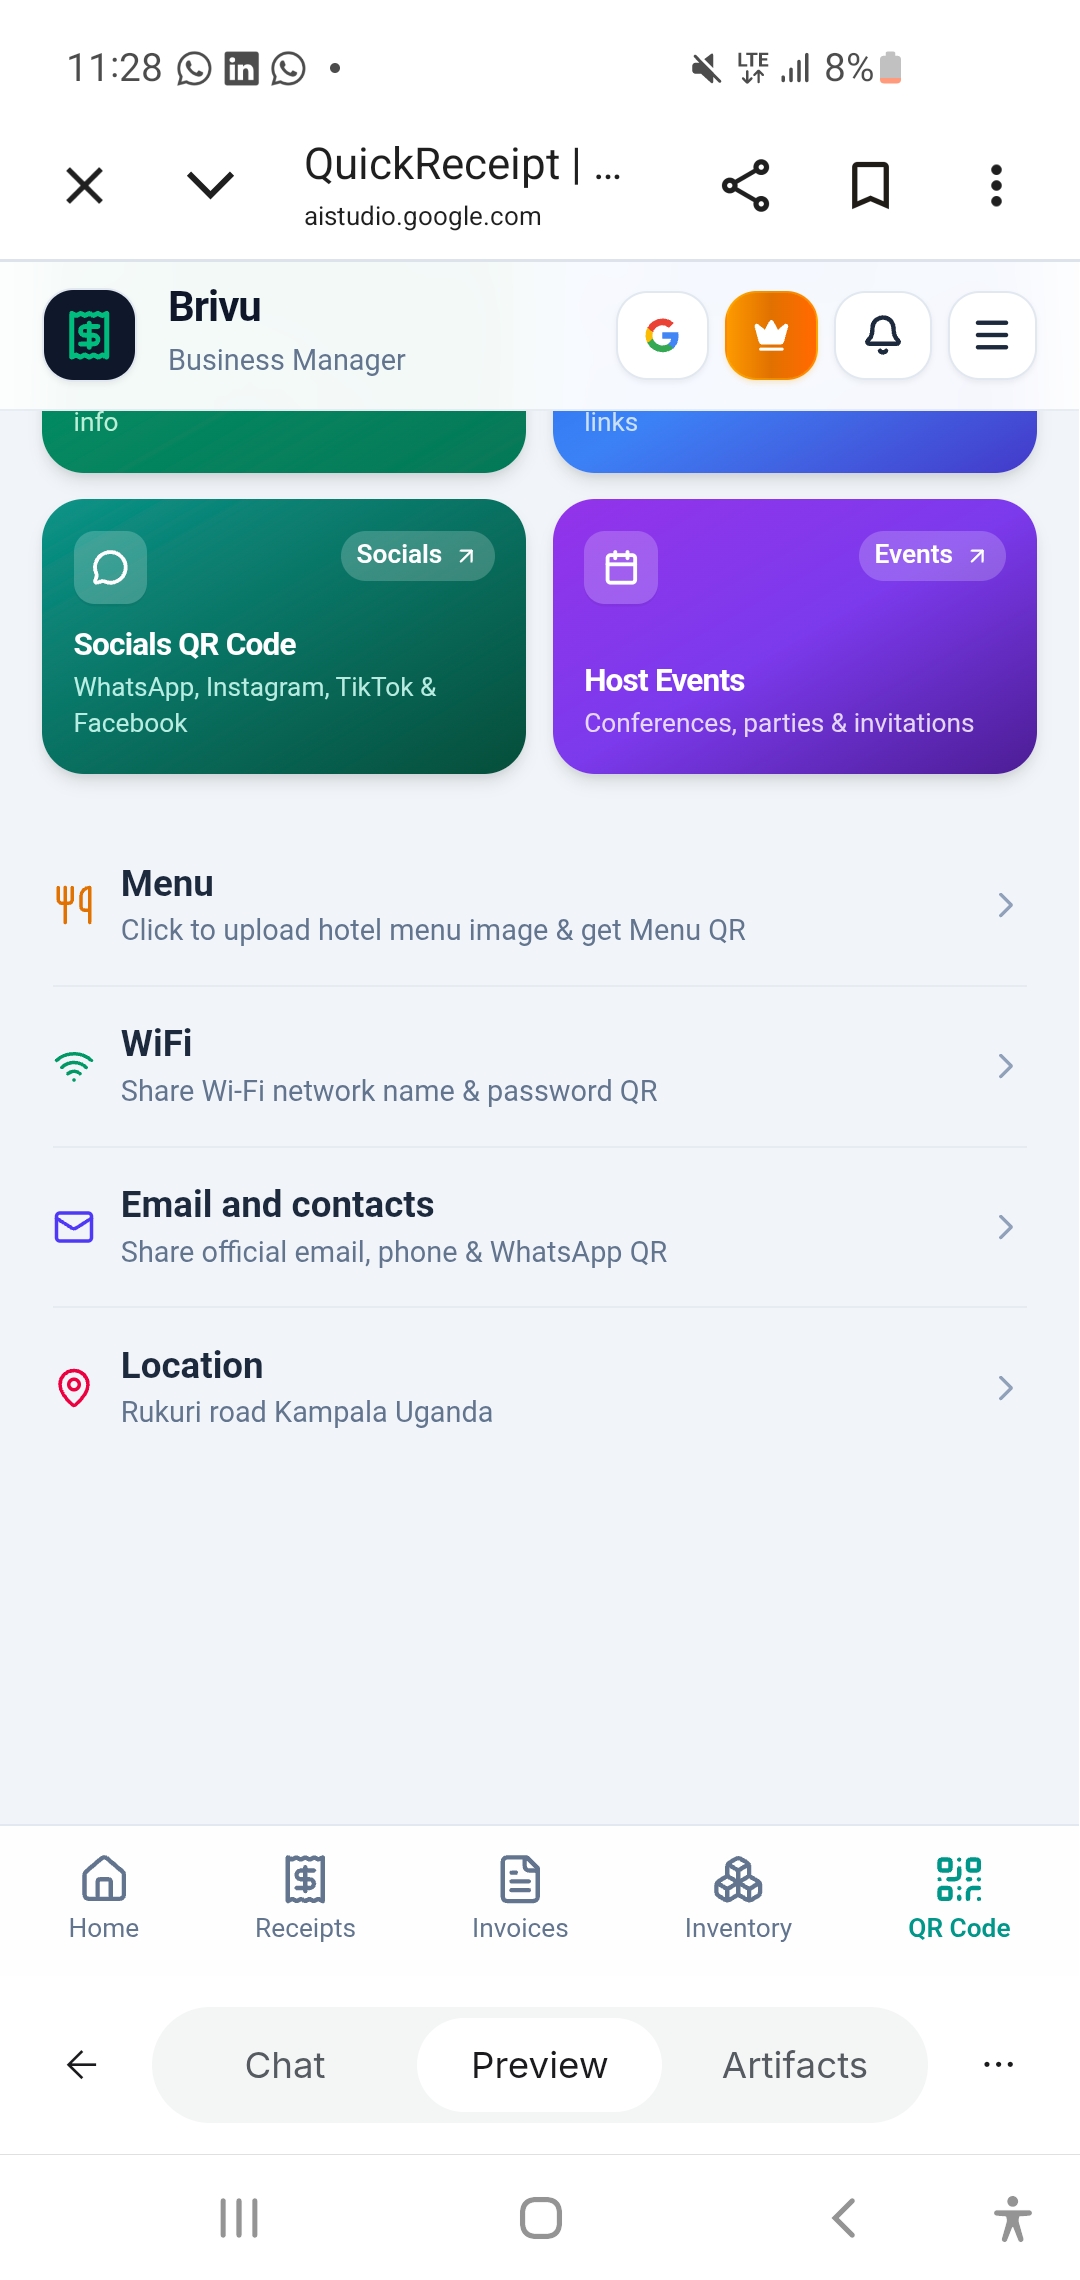 11:28
LTE
8%
QuickReceipt | ...
aistudio.google.com
Brivu
Business Manager
info
links
Socials
Socials QR Code
WhatsApp, Instagram, TikTok &
Facebook
Events
Host Events
Conferences, parties & invitations
Menu
Click to upload hotel menu image & get Menu QR
WiFi
Share Wi-Fi network name & password QR
Email and contacts
Share official email, phone & WhatsApp QR
Location
Rukuri road Kampala Uganda
Home
Receipts
Invoices
Inventory
QR Code
Chat
Preview
Artifacts